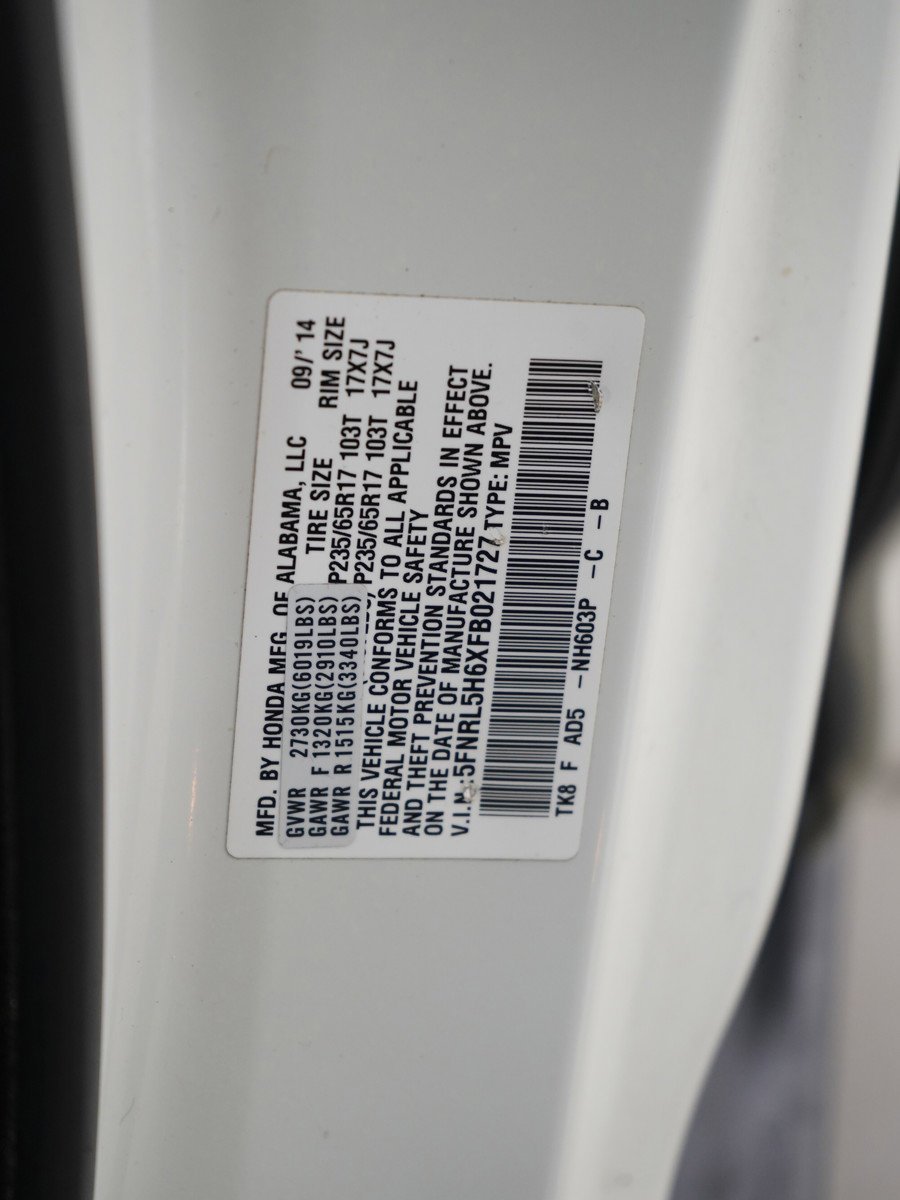 MFD. BY HONDA MFG. OF ALABAMA, LLC 09/' 14
TIRE SIZE RIM SIZE
GVWR 2730KG(6019LBS)
GAWR F 1320KG(2910LBS) P235/65R17 103T 17X7J
GAWR R 1515KG(3340LBS) P235/65R17 103T 17X7J
THIS VEHICLE CONFORMS TO ALL APPLICABLE
FEDERAL MOTOR VEHICLE SAFETY
AND THEFT PREVENTION STANDARDS IN EFFECT
ON THE DATE OF MANUFACTURE SHOWN ABOVE.
V.I.N.:5FNRL5H6XFB021727 TYPE: MPV
TK8 F AD5 -NH603P -C -B